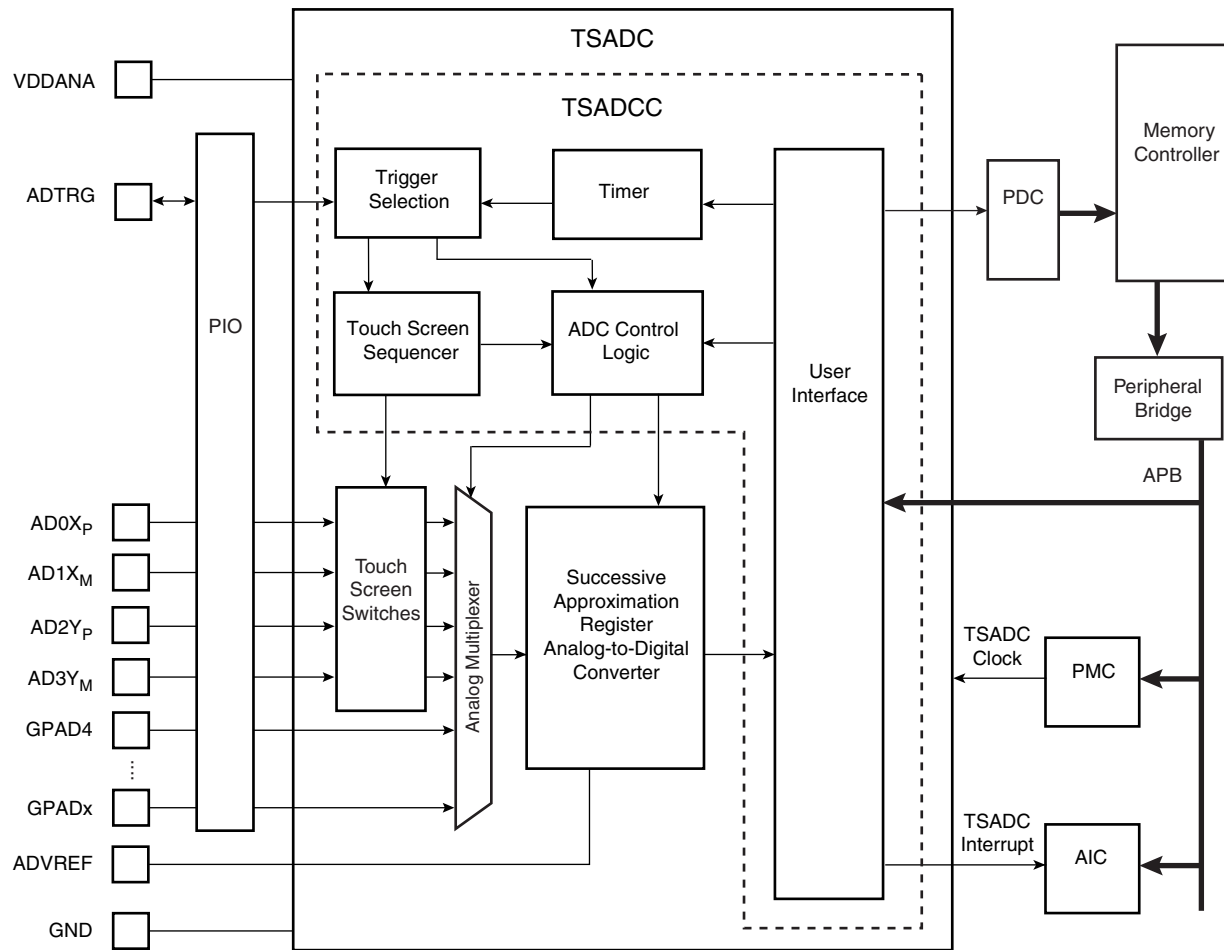 TSADC
VDDANA
TSADCC
Memory
Controller
Trigger
Selection
Timer
PDC
ADTRG
PIO
Touch Screen
Sequencer
ADC Control
Logic
User
Interface
Peripheral
Bridge
APB
AD0XP
AD1XM
AD2YP
AD3YM
GPAD4
GPADx
Touch
Screen
Switches
Analog Multiplexer
Successive
Approximation
Register
Analog-to-Digital
Converter
TSADC
Clock
PMC
TSADC
Interrupt
AIC
ADVREF
GND